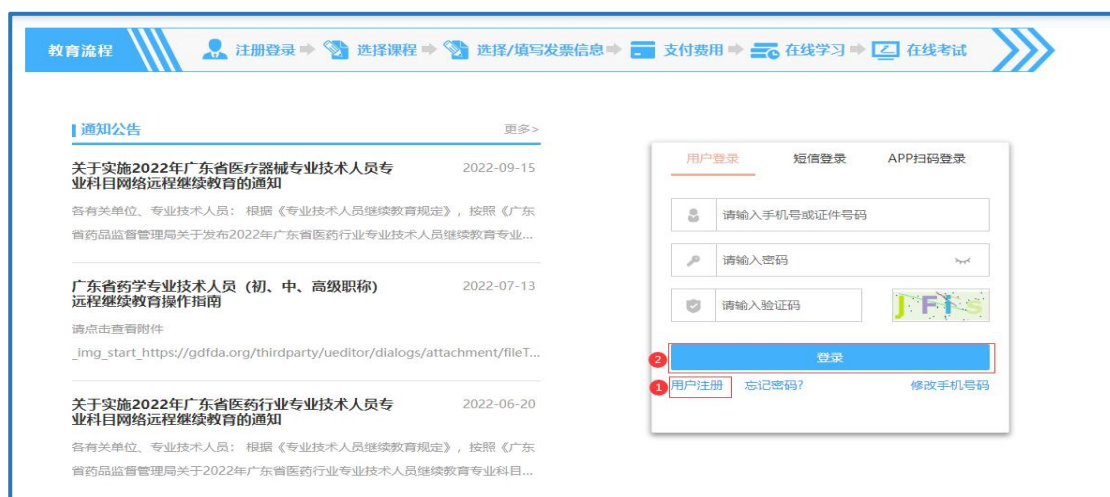 教育流程 注册登录 选择课程 选择/填写发票信息 支付费用 在线学习 在线考试
通知公告 更多>
关于实施2022年广东省医疗器械专业技术人员专 2022-09-15
业科目网络远程继续教育的通知
各有关单位、专业技术人员： 根据《专业技术人员继续教育规定》，按照《广东
省药品监督管理局关于发布2022年广东省医药行业专业技术人员继续教育专业...
广东省药学专业技术人员（初、中、高级职称） 2022-07-13
远程继续教育操作指南
请点击查看附件
_img_start_https://gdfda.org/thirdparty/ueditor/dialogs/attachment/fileT...
关于实施2022年广东省医药行业专业技术人员专 2022-06-20
业科目网络远程继续教育的通知
各有关单位、专业技术人员： 根据《专业技术人员继续教育规定》，按照《广东
省药品监督管理局关于2022年广东省医药行业专业技术人员继续教育专业科目...
用户登录 短信登录 APP扫码登录
请输入手机号或证件号码
请输入密码
请输入验证码 JFis
2 登录
1 用户注册 忘记密码? 修改手机号码